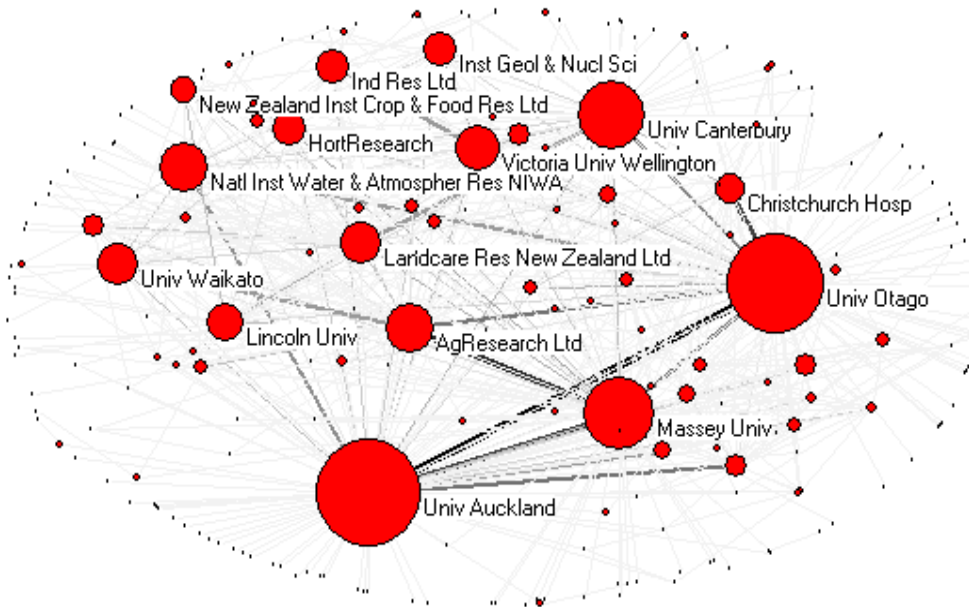 Inst Geol & Nucl Sci
Ind Res Ltd
New Zealand Inst Crop & Food Res Ltd
Univ Canterbury
HortResearch
Victoria Univ Wellington
Natl Inst Water & Atmospher Res NIWA
Christchurch Hosp
Landcare Res New Zealand Ltd
Univ Waikato
Univ Otago
Lincoln Univ
AgResearch Ltd
Massey Univ
Univ Auckland